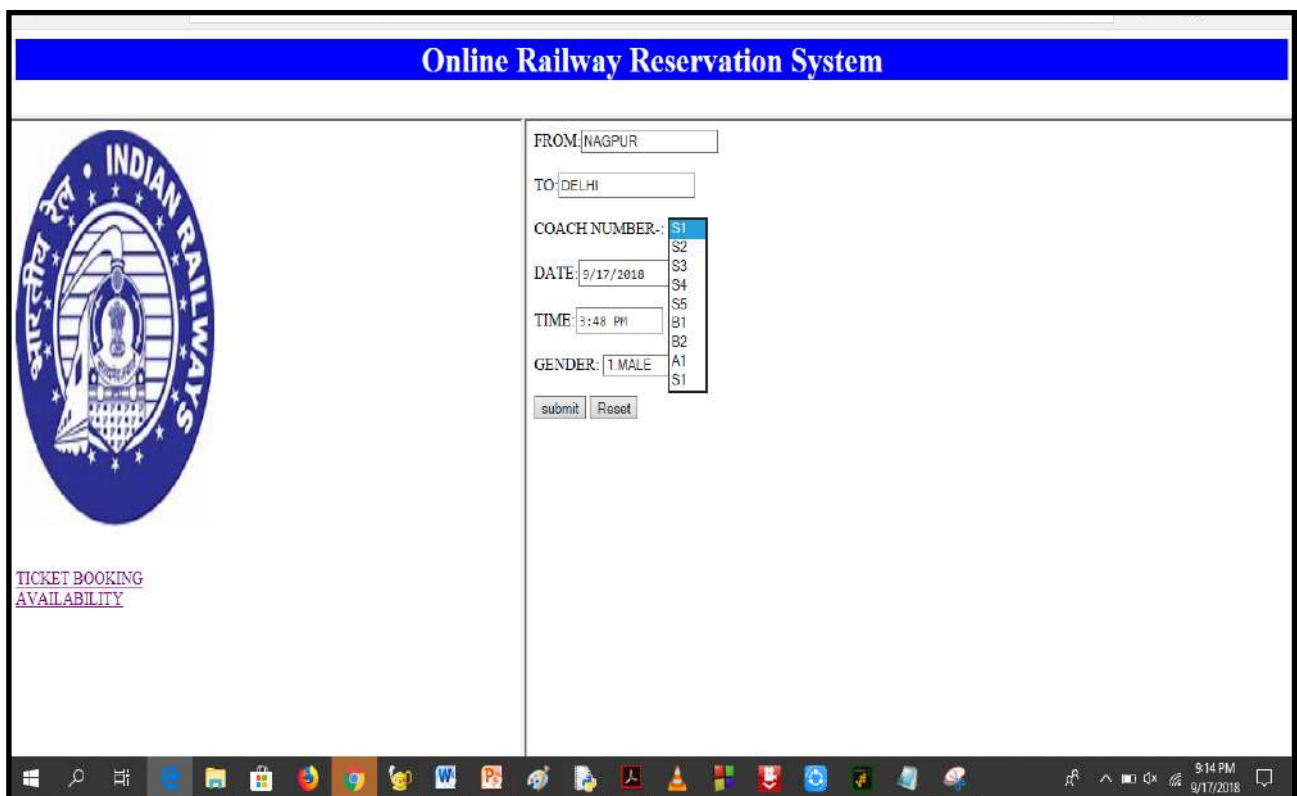 Online Railway Reservation System
भारतीय रेल • INDIAN RAILWAYS
TICKET BOOKING
AVAILABILITY
FROM: NAGPUR
TO: DELHI
COACH NUMBER-: S1
S2
S3
S4
S5
B1
B2
A1
S1
DATE: 9/17/2018
TIME: 3:48 PM
GENDER: 1.MALE
submit Reset
9:14 PM
9/17/2018